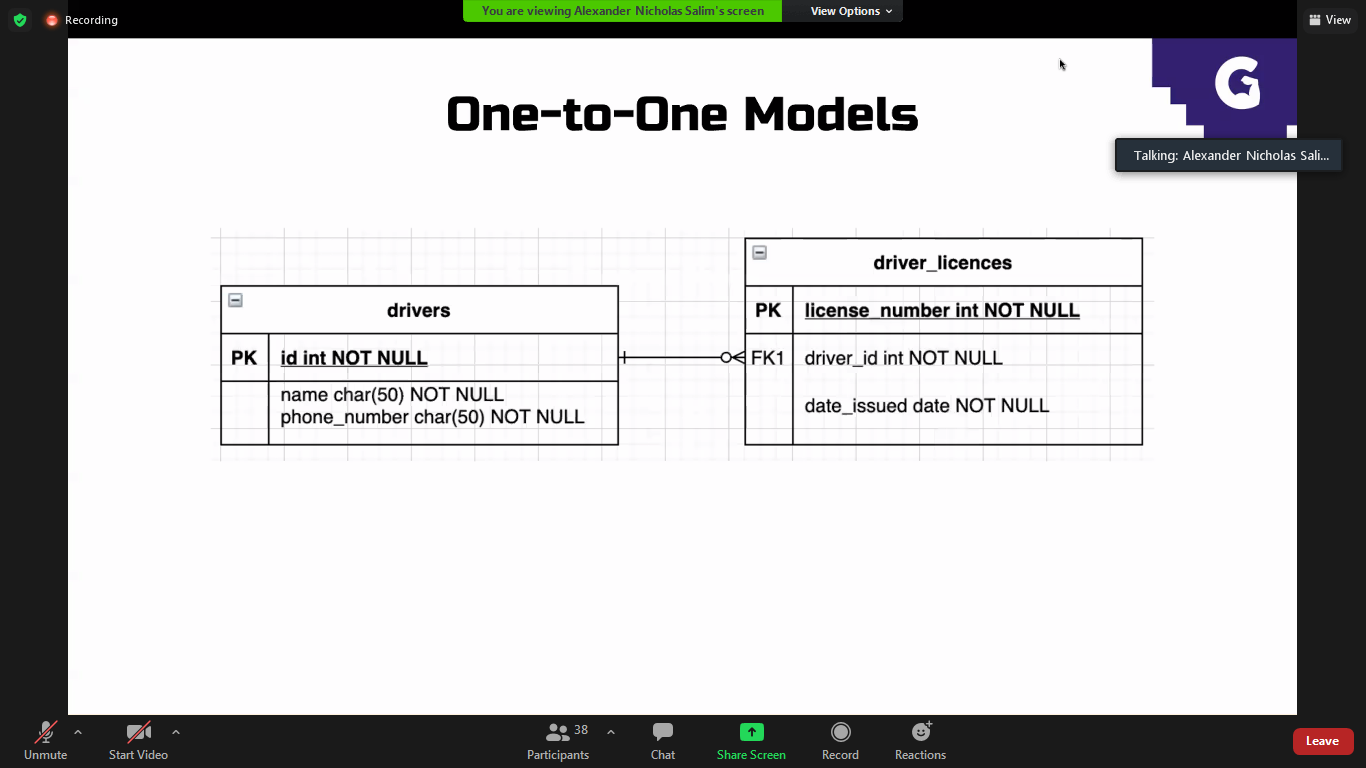 Recording
You are viewing Alexander Nicholas Salim's screen
View Options
View
One-to-One Models
G
Talking: Alexander Nicholas Sali...
drivers
PK id int NOT NULL
name char(50) NOT NULL
phone_number char(50) NOT NULL
driver_licences
PK license_number int NOT NULL
FK1 driver_id int NOT NULL
date_issued date NOT NULL
Unmute
Start Video
38
Participants
Chat
Share Screen
Record
Reactions
Leave